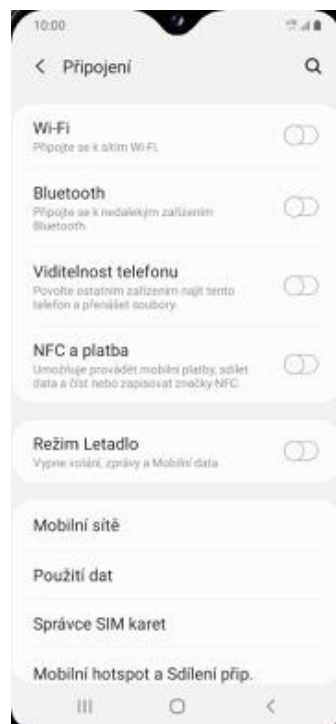 10:00
Připojení
Wi-Fi
Připojte se k sítím Wi-Fi.
Bluetooth
Připojte se k nedalekým zařízením
Bluetooth.
Viditelnost telefonu
Povolte ostatním zařízením najít tento
telefon a přenášet soubory.
NFC a platba
Umožňuje provádět mobilní platby, sdílet
data a číst nebo zapisovat značky NFC.
Režim Letadlo
Vypne volání, zprávy a Mobilní data.
Mobilní sítě
Použití dat
Správce SIM karet
Mobilní hotspot a Sdílení přip.